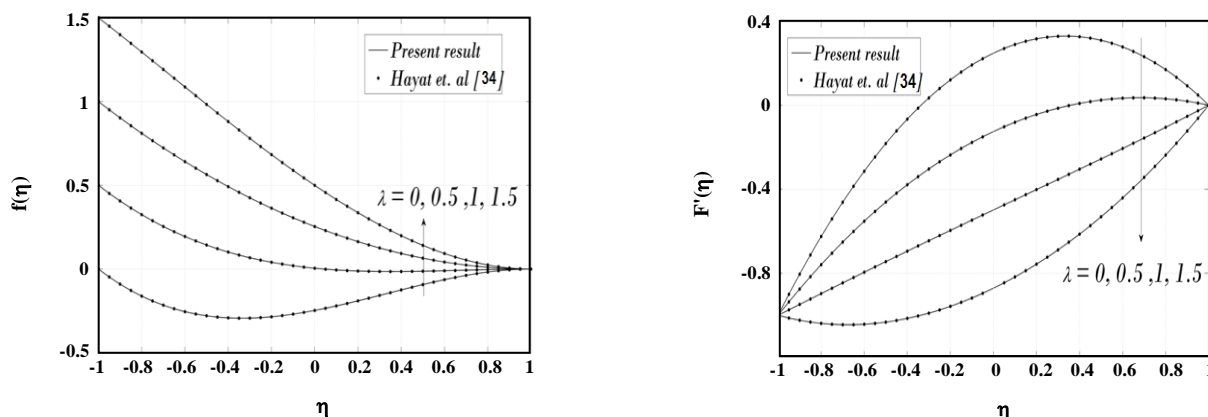 1.5
1
0.5
0
-0.5
f(η)
Present result
Hayat et. al [34]
λ = 0, 0.5 ,1, 1.5
-1 -0.8 -0.6 -0.4 -0.2 0 0.2 0.4 0.6 0.8 1
η
0.4
0
-0.4
-0.8
F'(η)
Present result
Hayat et. al [34]
λ = 0, 0.5 ,1, 1.5
-1 -0.8 -0.6 -0.4 -0.2 0 0.2 0.4 0.6 0.8 1
η